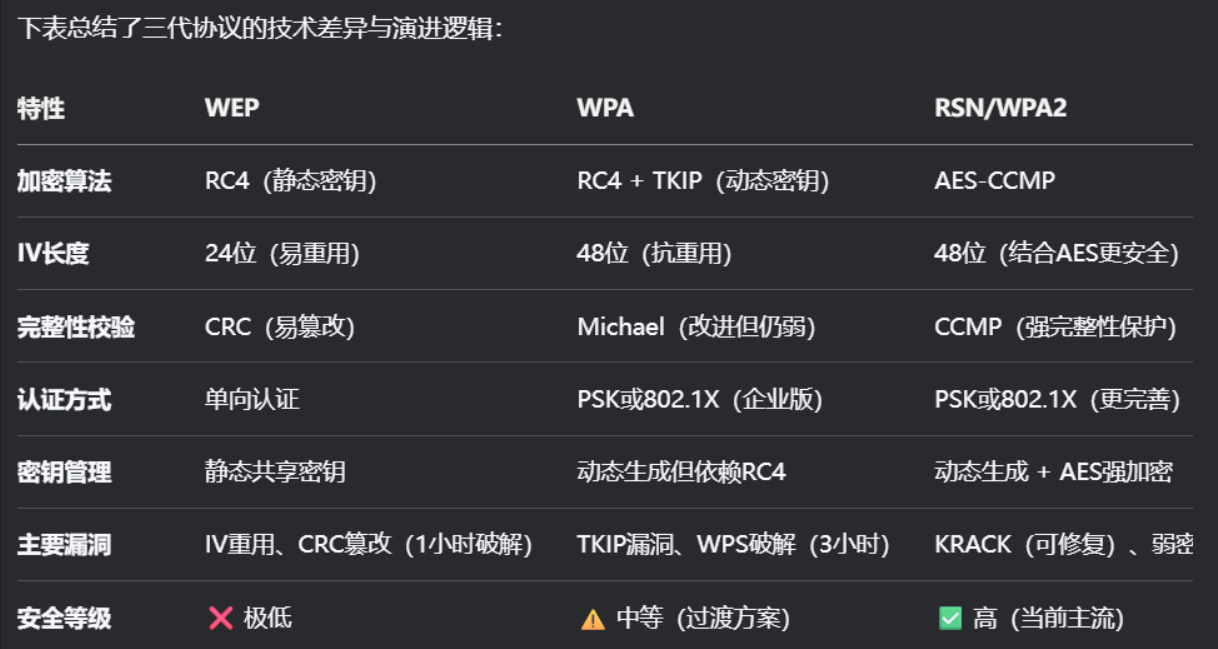 下表总结了三代协议的技术差异与演进逻辑：
特性 WEP WPA RSN/WPA2
加密算法 RC4（静态密钥） RC4 + TKIP（动态密钥） AES-CCMP
IV长度 24位（易重用） 48位（抗重用） 48位（结合AES更安全）
完整性校验 CRC（易篡改） Michael（改进但仍弱） CCMP（强完整性保护）
认证方式 单向认证 PSK或802.1X（企业版） PSK或802.1X（更完善）
密钥管理 静态共享密钥 动态生成但依赖RC4 动态生成 + AES强加密
主要漏洞 IV重用、CRC篡改（1小时破解） TKIP漏洞、WPS破解（3小时） KRACK（可修复）、弱密
安全等级 ❌ 极低 ⚠️ 中等（过渡方案） ✅ 高（当前主流）